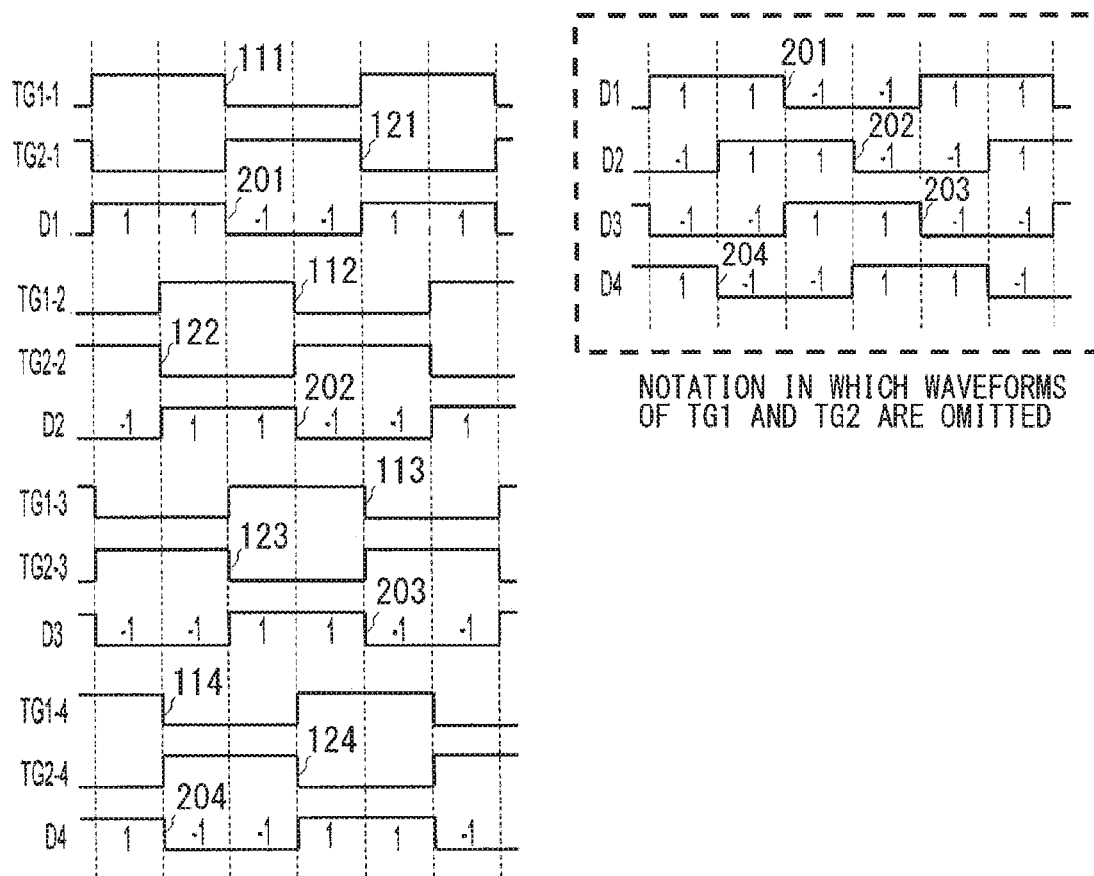 TG1-1
111
TG2-1
121
D1
201
1 1 -1 -1 1 1
TG1-2
112
TG2-2
122
D2
202
-1 1 1 -1 -1 1
TG1-3
113
TG2-3
123
D3
203
-1 -1 1 1 -1 -1
TG1-4
114
TG2-4
124
D4
204
1 -1 -1 1 1 -1
D1
201
1 1 -1 -1 1 1
D2
202
-1 1 1 -1 -1 1
D3
203
-1 -1 1 1 -1 -1
D4
204
1 -1 -1 1 1 -1
NOTATION IN WHICH WAVEFORMS
OF TG1 AND TG2 ARE OMITTED